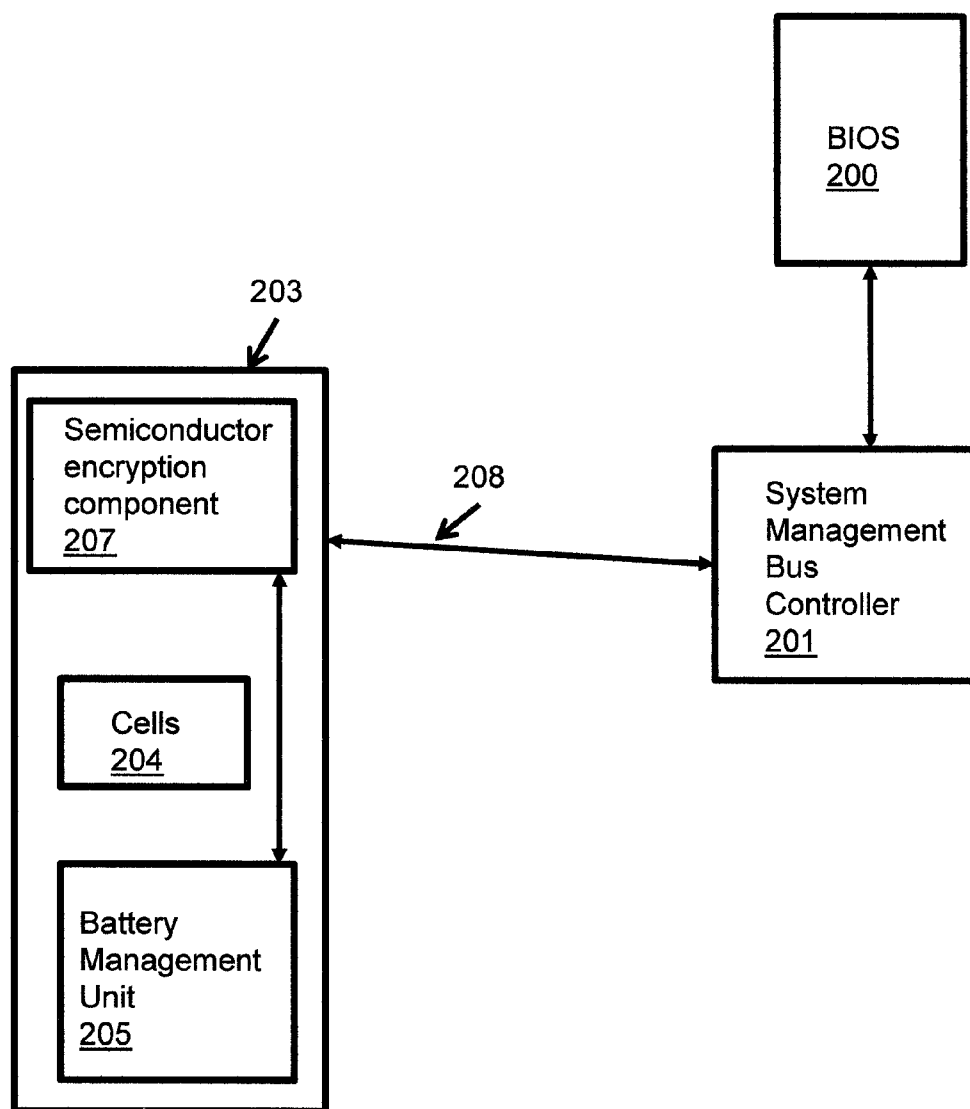 BIOS
200
203
Semiconductor
encryption
component
207
208
System
Management
Bus
Controller
201
Cells
204
Battery
Management
Unit
205